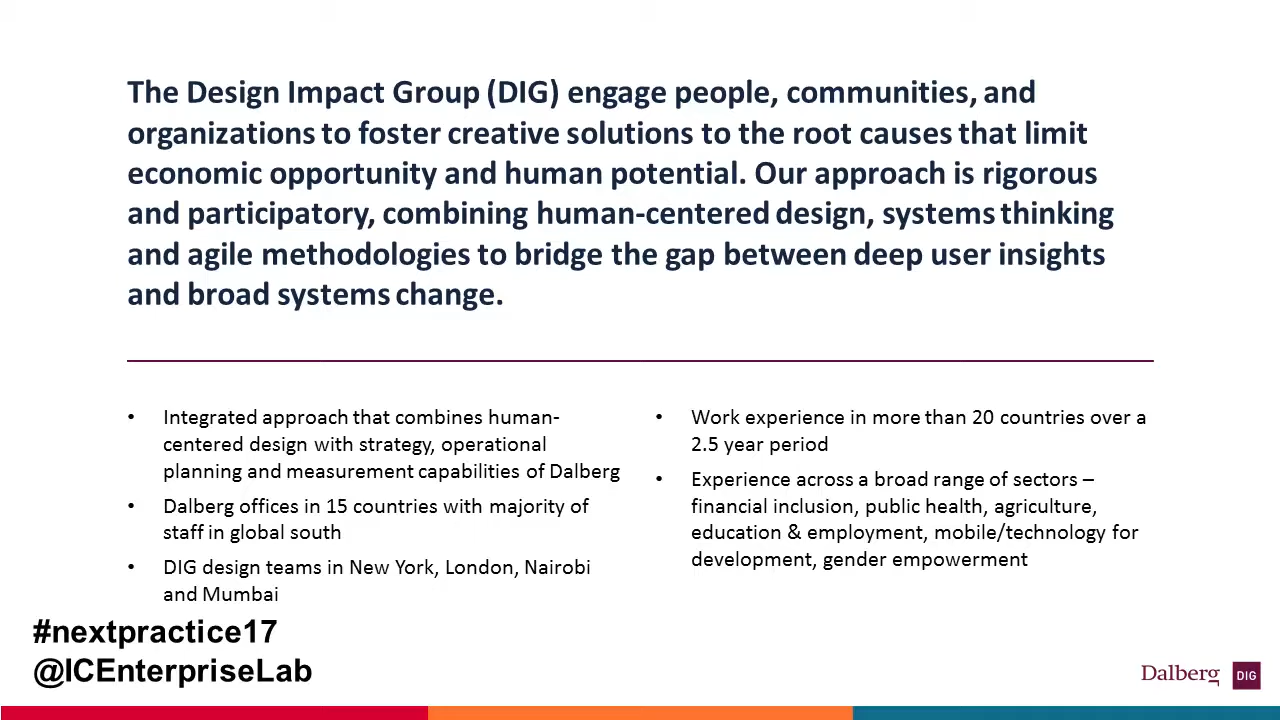 The Design Impact Group (DIG) engage people, communities, and
organizations to foster creative solutions to the root causes that limit
economic opportunity and human potential. Our approach is rigorous
and participatory, combining human-centered design, systems thinking
and agile methodologies to bridge the gap between deep user insights
and broad systems change.
• Integrated approach that combines human-
centered design with strategy, operational
planning and measurement capabilities of Dalberg
• Dalberg offices in 15 countries with majority of
staff in global south
• DIG design teams in New York, London, Nairobi
and Mumbai
• Work experience in more than 20 countries over a
2.5 year period
• Experience across a broad range of sectors –
financial inclusion, public health, agriculture,
education & employment, mobile/technology for
development, gender empowerment
#nextpractice17
@ICEnterpriseLab
Dalberg DIG